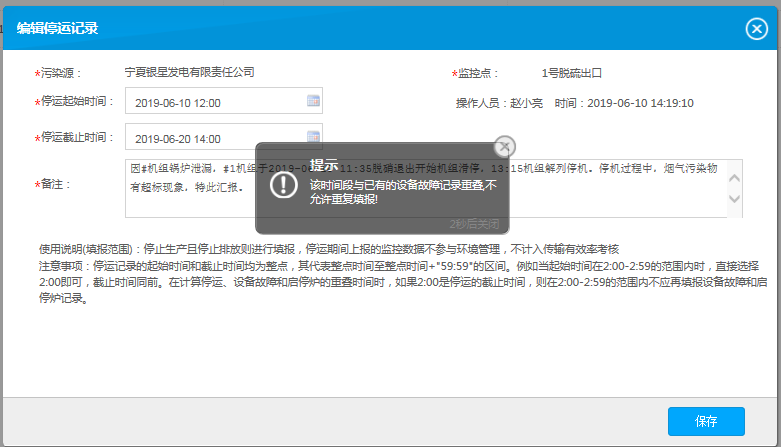 编辑停运记录
*污染源： 宁夏银星发电有限责任公司 *监控点： 1号脱硫出口
*停运起始时间： 2019-06-10 12:00 操作人员：赵小亮 时间：2019-06-10 14:19:10
*停运截止时间： 2019-06-20 14:00
*备注：
因#机组锅炉泄漏，#1机组于2019-0 11:35脱硝退出开始机组滑停，13:15机组解列停机。停机过程中，烟气污染物
有超标现象，特此汇报。
提示
该时间段与已有的设备故障记录重叠,不
允许重复填报!
2秒后关闭
使用说明(填报范围)：停止生产且停止排放则进行填报，停运期间上报的监控数据不参与环境管理，不计入传输有效率考核
注意事项：停运记录的起始时间和截止时间均为整点，其代表整点时间至整点时间+"59:59"的区间。例如当起始时间在2:00-2:59的范围内时，直接选择
2:00即可，截止时间同前。在计算停运、设备故障和启停炉的重叠时间时，如果2:00是停运的截止时间，则在2:00-2:59的范围内不应再填报设备故障和启
停炉记录。
保存